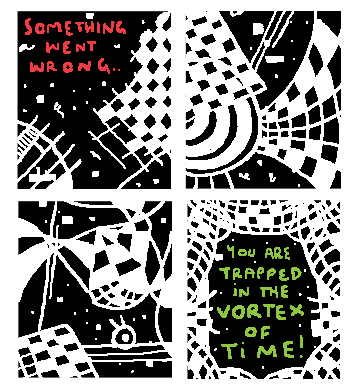 SOMETHING
WENT
WRONG..
YOU ARE
TRAPPED
IN THE
VORTEX
OF
TIME!